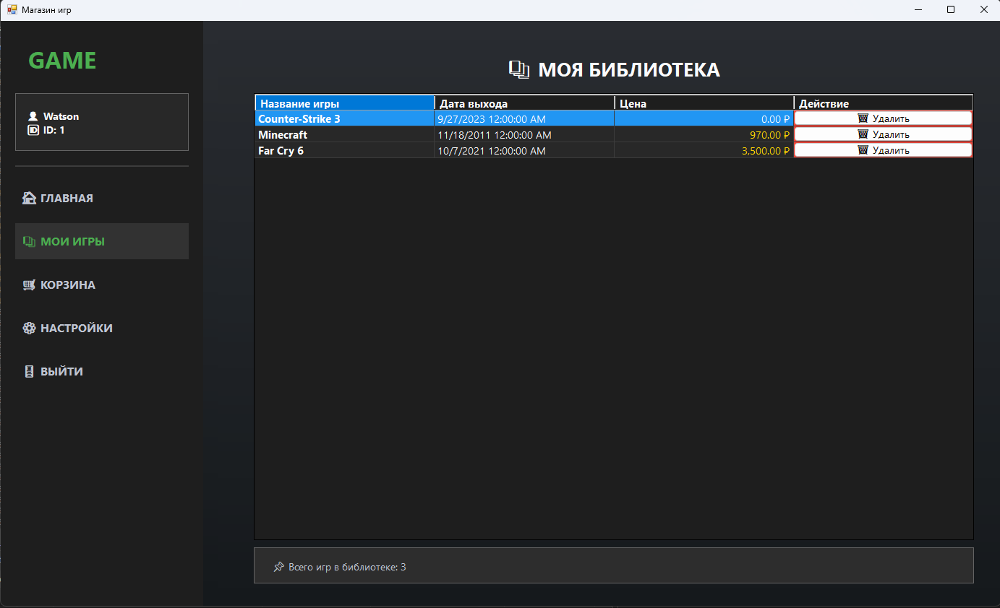 Магазин игр
GAME
Watson
ID: 1
ГЛАВНАЯ
МОИ ИГРЫ
КОРЗИНА
НАСТРОЙКИ
ВЫЙТИ
МОЯ БИБЛИОТЕКА
Название игры Дата выхода Цена Действие
Counter-Strike 3 9/27/2023 12:00:00 AM 0.00 ₽ Удалить
Minecraft 11/18/2011 12:00:00 AM 970.00 ₽ Удалить
Far Cry 6 10/7/2021 12:00:00 AM 3,500.00 ₽ Удалить
Всего игр в библиотеке: 3